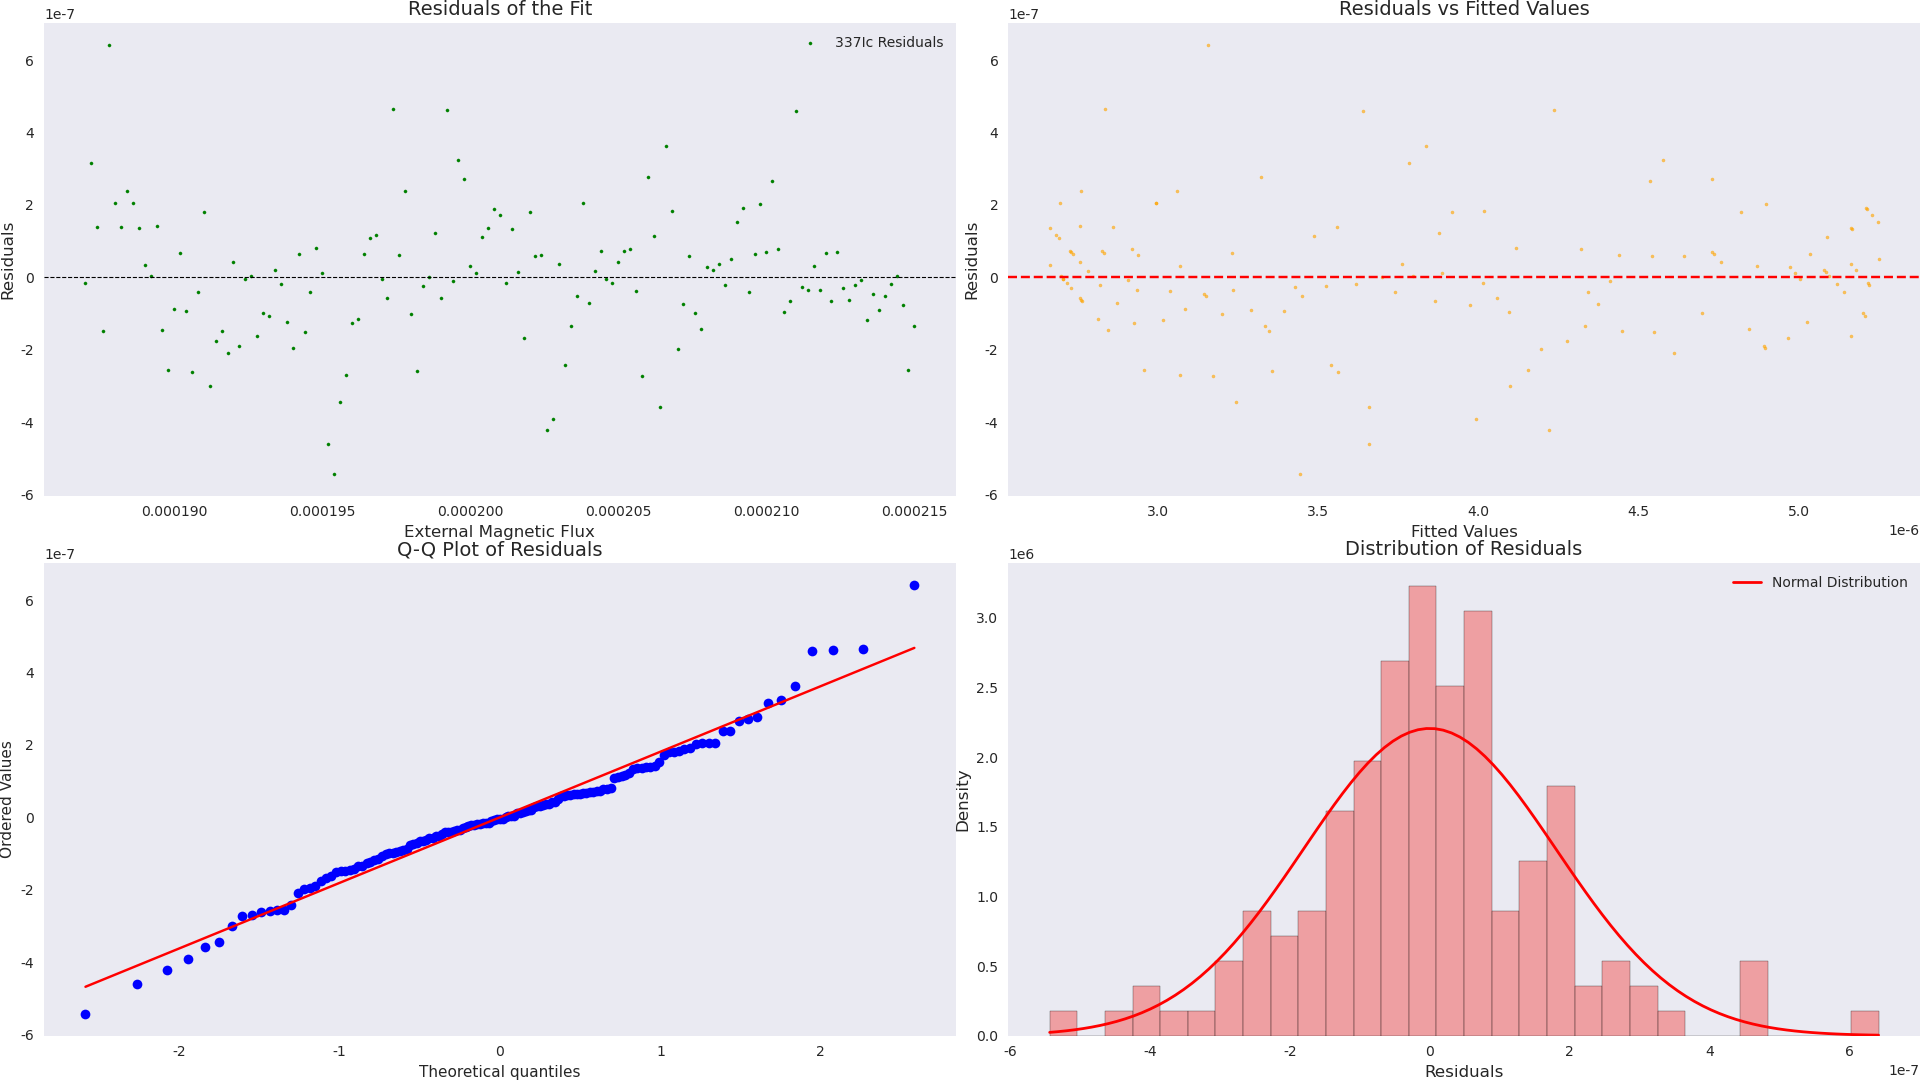 Residuals of the Fit
1e-7
337Ic Residuals
6
4
2
0
-2
-4
-6
Residuals
0.000190 0.000195 0.000200 0.000205 0.000210 0.000215
External Magnetic Flux
Residuals vs Fitted Values
1e-7
6
4
2
0
-2
-4
-6
Residuals
3.0 3.5 4.0 4.5 5.0
1e-6
Fitted Values
Q-Q Plot of Residuals
1e-7
6
4
2
0
-2
-4
-6
Ordered Values
-2 -1 0 1 2
Theoretical quantiles
Distribution of Residuals
1e6
Normal Distribution
3.0
2.5
2.0
1.5
1.0
0.5
0.0
Density
-6 -4 -2 0 2 4 6
1e-7
Residuals